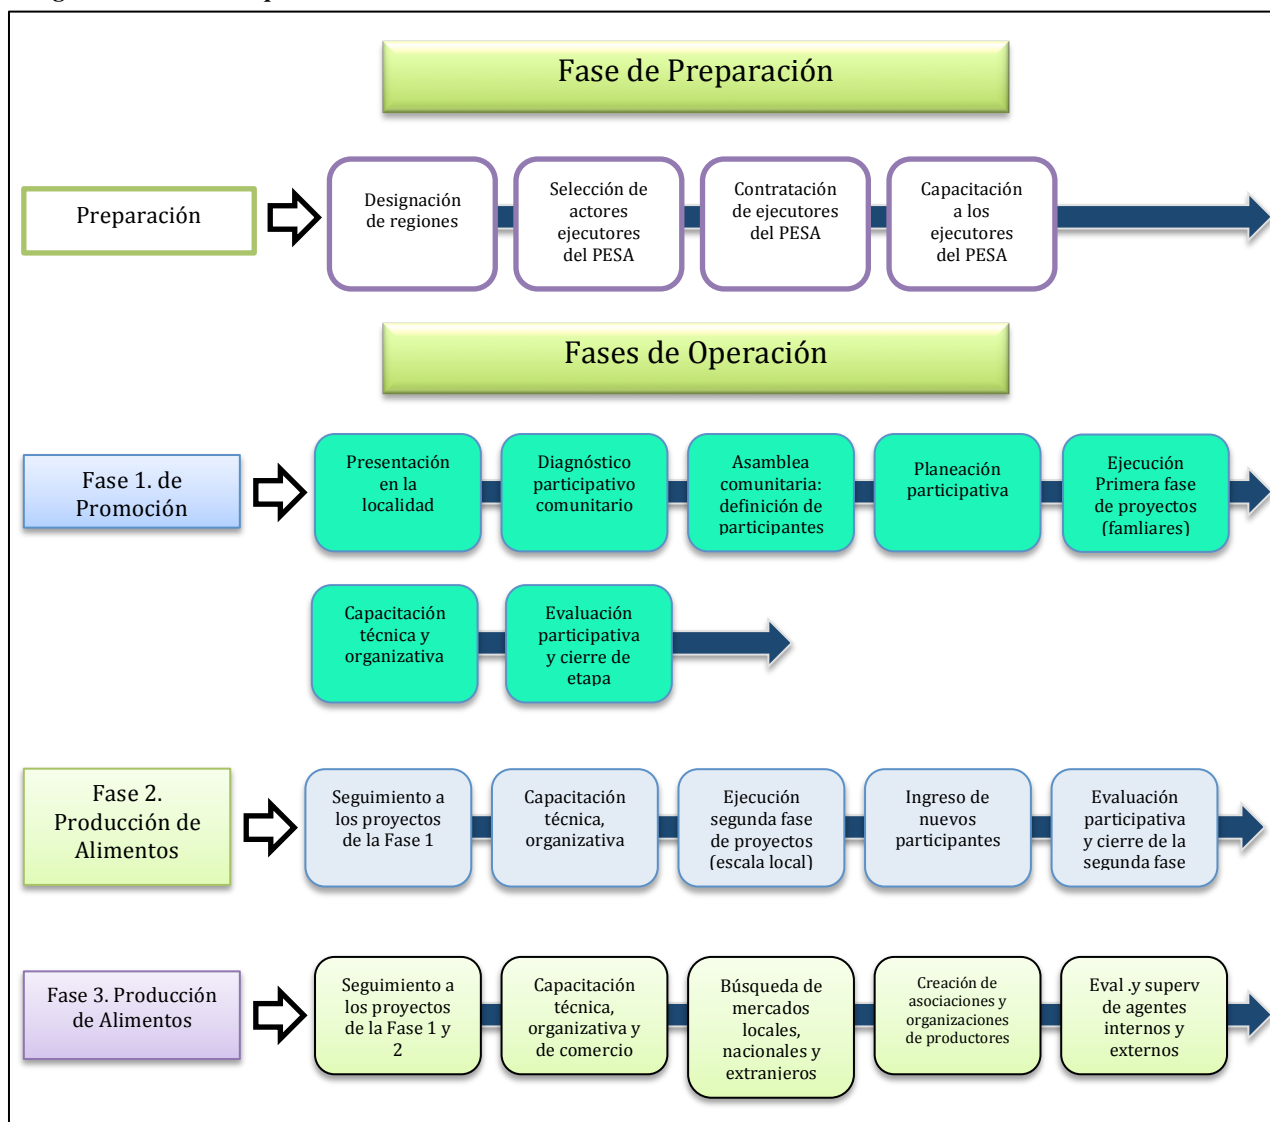 Fase de Preparación
Preparación
Designación
de regiones
Selección de
actores
ejecutores
del PESA
Contratación
de ejecutores
del PESA
Capacitación
a los
ejecutores
del PESA
Fases de Operación
Fase 1. de
Promoción
Presentación
en la
localidad
Diagnóstico
participativo
comunitario
Asamblea
comunitaria:
definición de
participantes
Planeación
participativa
Ejecución
Primera fase
de proyectos
(famliares)
Capacitación
técnica y
organizativa
Evaluación
participativa
y cierre de
etapa
Fase 2.
Producción de
Alimentos
Seguimiento a
los proyectos
de la Fase 1
Capacitación
técnica,
organizativa
Ejecución
segunda fase
de proyectos
(escala local)
Ingreso de
nuevos
participantes
Evaluación
participativa
y cierre de la
segunda fase
Fase 3. Producción
de Alimentos
Seguimiento a
los proyectos
de la Fase 1 y
2
Capacitación
técnica,
organizativa y
de comercio
Búsqueda de
mercados
locales,
nacionales y
extranjeros
Creación de
asociaciones y
organizaciones
de productores
Eval .y superv
de agentes
internos y
externos